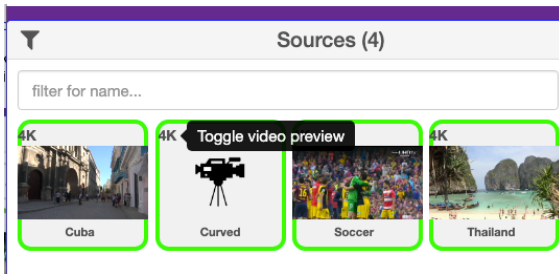 Sources (4)
filter for name...
4K
4K
Toggle video preview
4K
Cuba
Curved
Soccer
Thailand